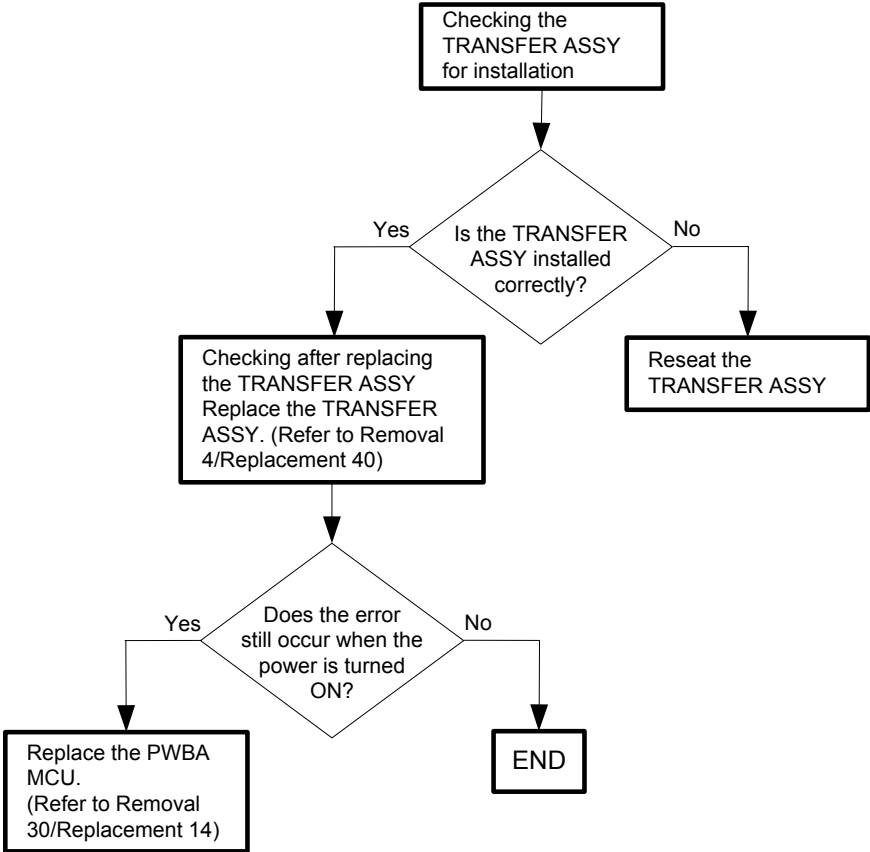 Checking the
TRANSFER ASSY
for installation
Yes
Is the TRANSFER
ASSY installed
correctly?
No
Checking after replacing
the TRANSFER ASSY
Replace the TRANSFER
ASSY. (Refer to Removal
4/Replacement 40)
Reseat the
TRANSFER ASSY
Yes
Does the error
still occur when the
power is turned
ON?
No
Replace the PWBA
MCU.
(Refer to Removal
30/Replacement 14)
END